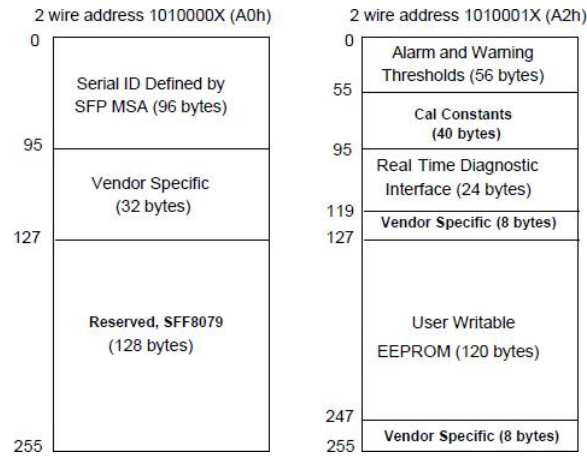 2 wire address 1010000X (A0h)
0
Serial ID Defined by
SFP MSA (96 bytes)
95
Vendor Specific
(32 bytes)
127
Reserved, SFF8079
(128 bytes)
255
2 wire address 1010001X (A2h)
0
Alarm and Warning
Thresholds (56 bytes)
55
Cal Constants
(40 bytes)
95
Real Time Diagnostic
Interface (24 bytes)
119
Vendor Specific (8 bytes)
127
User Writable
EEPROM (120 bytes)
247
Vendor Specific (8 bytes)
255